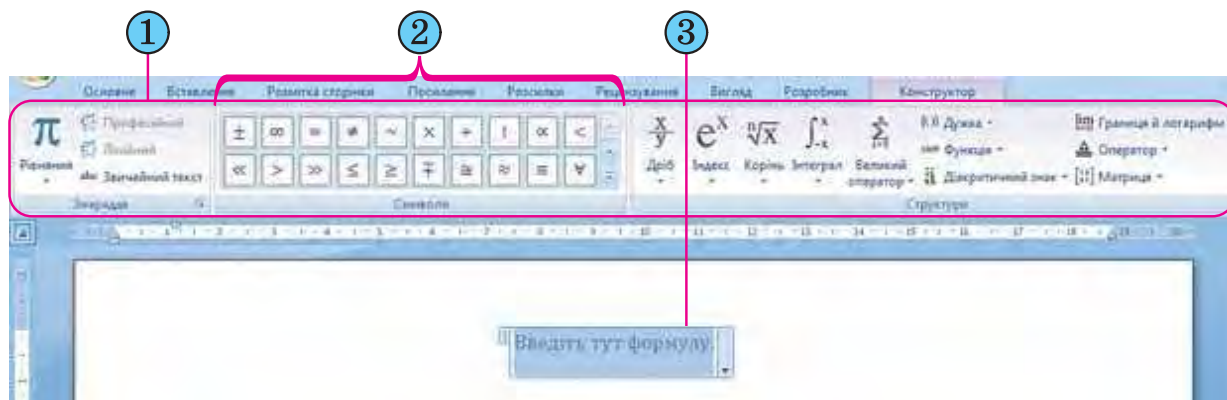 1 2 3
Основне Вставлення Розмітка сторінки Посилання Розсилки Рецензування Вигляд Розробник Конструктор
π Професійний ± ∞ = ≠ ~ × ÷ ! ∝ < x/y eˣ ⁿ√x ∫ Σ Дужка Границя й логарифм
Лінійний Функція Оператор
Рівняння Звичайний текст ≪ > ≫ ≤ ≥ ∓ ≅ ≈ ≡ ∀ Дріб Індекс Корінь Інтеграл Великий оператор Діакритичний знак Матриця
Знаряддя Символи Структури
Введіть тут формулу.